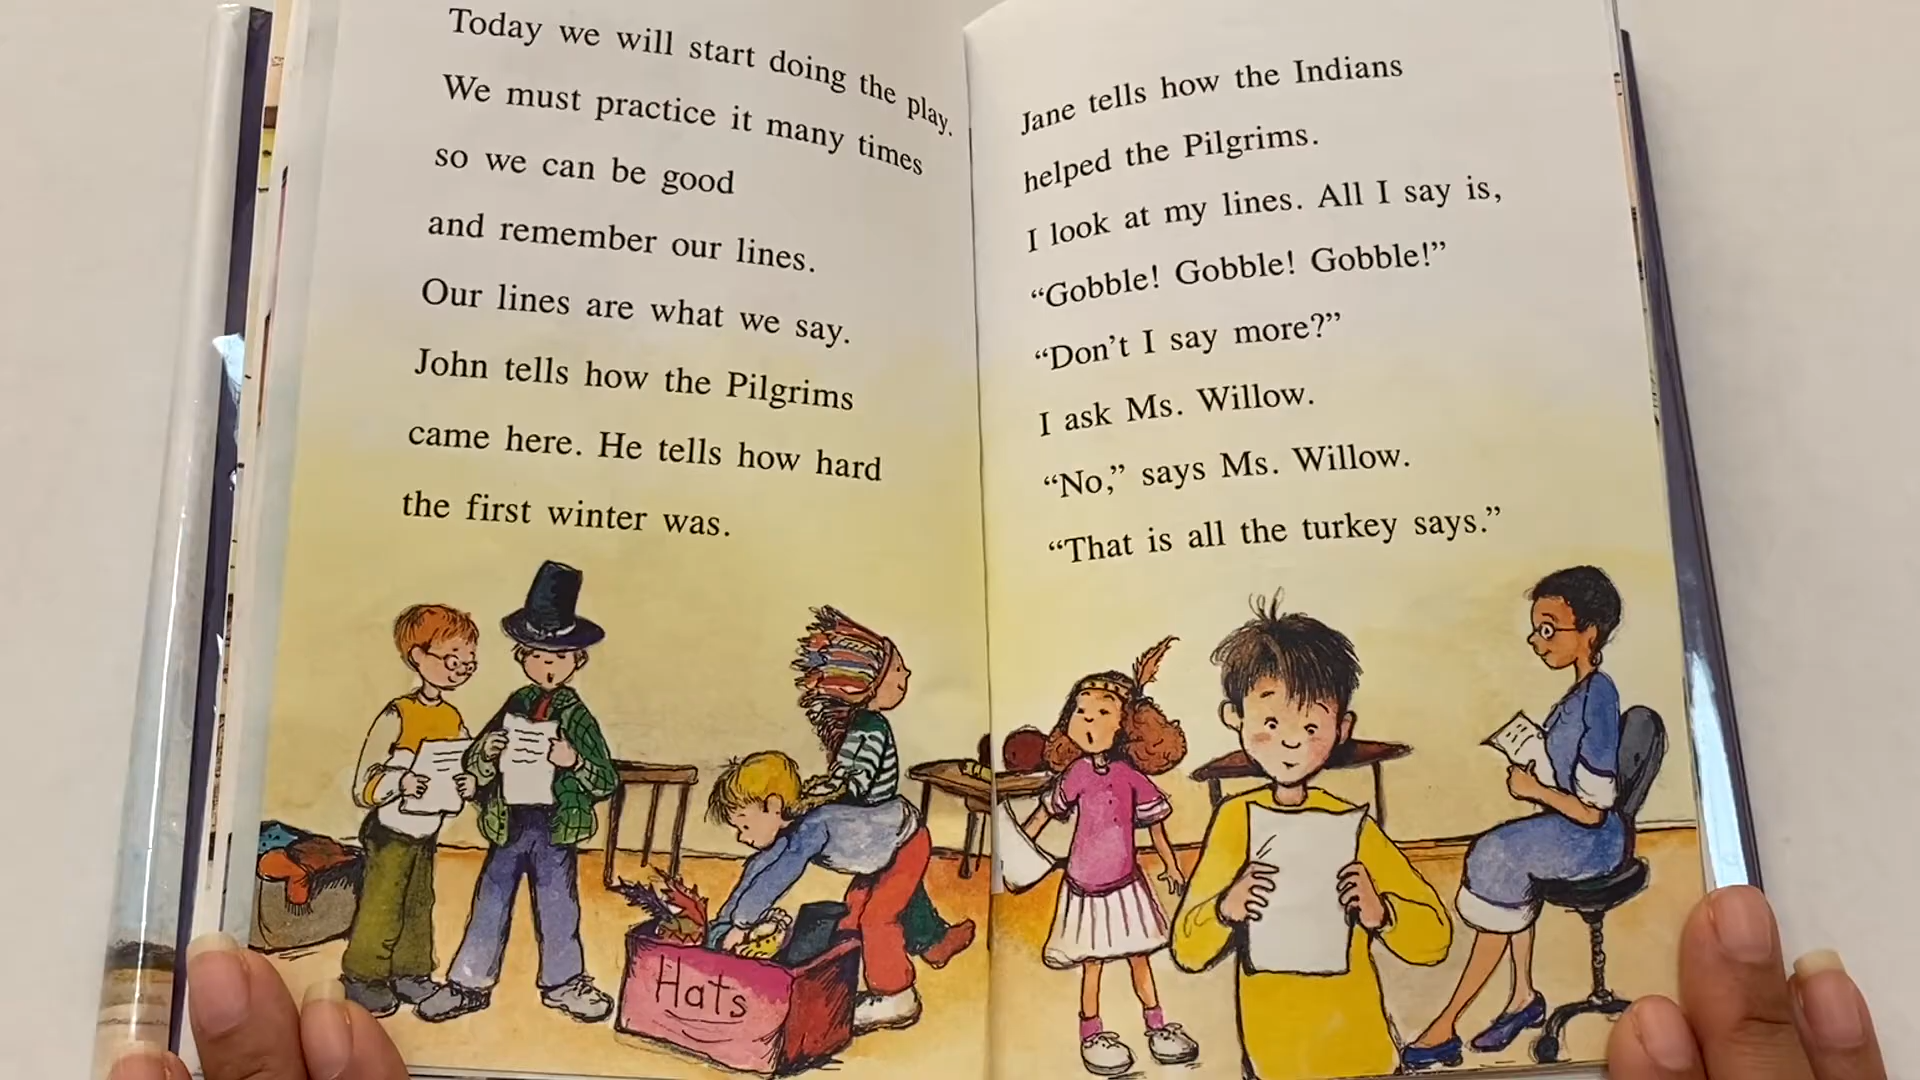 Today we will start doing the play.
We must practice it many times
so we can be good
and remember our lines.
Our lines are what we say.
John tells how the Pilgrims
came here. He tells how hard
the first winter was.
Hats
Jane tells how the Indians
helped the Pilgrims.
I look at my lines. All I say is,
“Gobble! Gobble! Gobble!”
“Don’t I say more?”
I ask Ms. Willow.
“No,” says Ms. Willow.
“That is all the turkey says.”